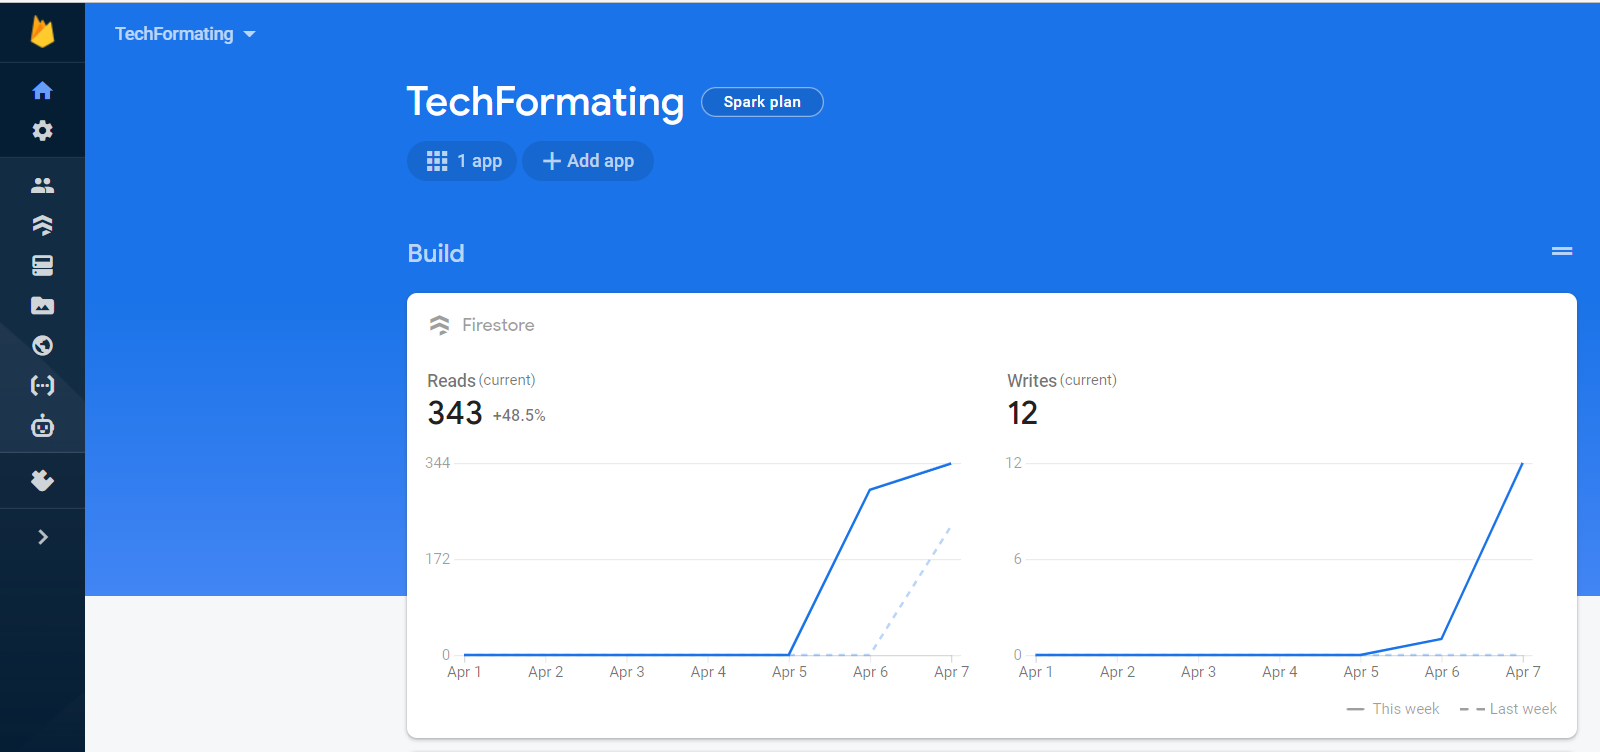 TechFormating
TechFormating Spark plan
1 app Add app
Build
Firestore
Reads (current)
343 +48.5%
344
172
0
Apr 1 Apr 2 Apr 3 Apr 4 Apr 5 Apr 6 Apr 7
Writes (current)
12
12
6
0
Apr 1 Apr 2 Apr 3 Apr 4 Apr 5 Apr 6 Apr 7
This week Last week